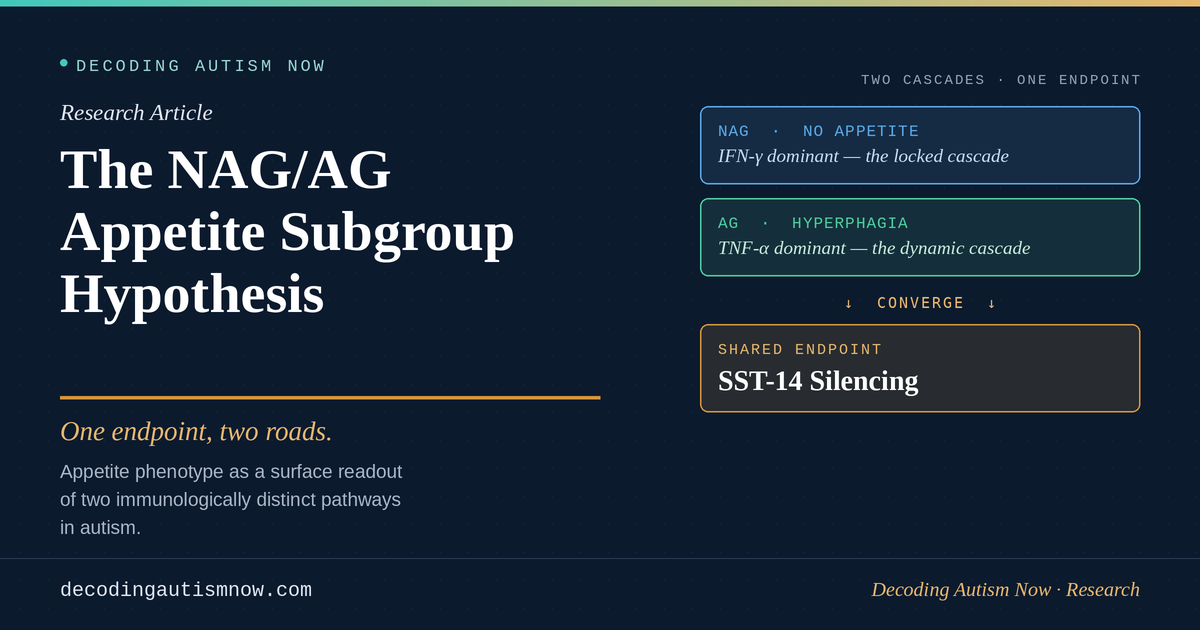 DECODING AUTISM NOW
Research Article
The NAG/AG
Appetite Subgroup
Hypothesis
One endpoint, two roads.
Appetite phenotype as a surface readout
of two immunologically distinct pathways
in autism.
TWO CASCADES · ONE ENDPOINT
NAG · NO APPETITE
IFN-γ dominant — the locked cascade
AG · HYPERPHAGIA
TNF-α dominant — the dynamic cascade
↓ CONVERGE ↓
SHARED ENDPOINT
SST-14 Silencing
decodingautismnow.com
Decoding Autism Now · Research